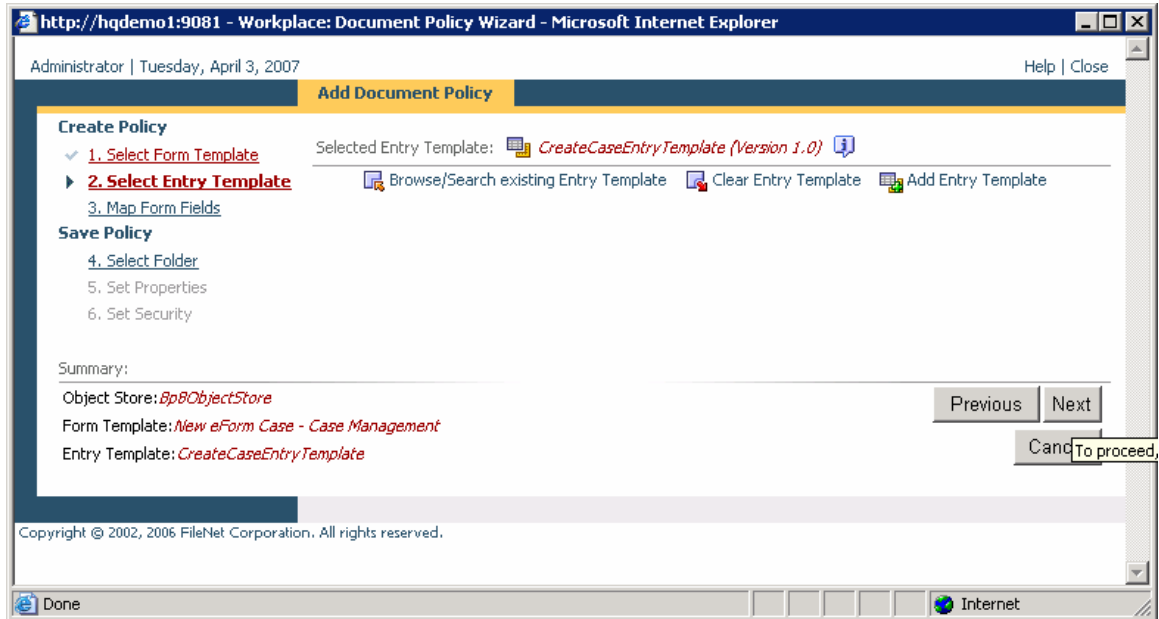 http://hqdemo1:9081 - Workplace: Document Policy Wizard - Microsoft Internet Explorer
Administrator | Tuesday, April 3, 2007
Help | Close
Add Document Policy
Create Policy
1. Select Form Template
2. Select Entry Template
3. Map Form Fields
Save Policy
4. Select Folder
5. Set Properties
6. Set Security
Selected Entry Template: CreateCaseEntryTemplate (Version 1.0)
Browse/Search existing Entry Template Clear Entry Template Add Entry Template
Summary:
Object Store: Bp8ObjectStore
Form Template: New eForm Case - Case Management
Entry Template: CreateCaseEntryTemplate
Previous Next
Canc
To proceed,
Copyright © 2002, 2006 FileNet Corporation. All rights reserved.
Done
Internet